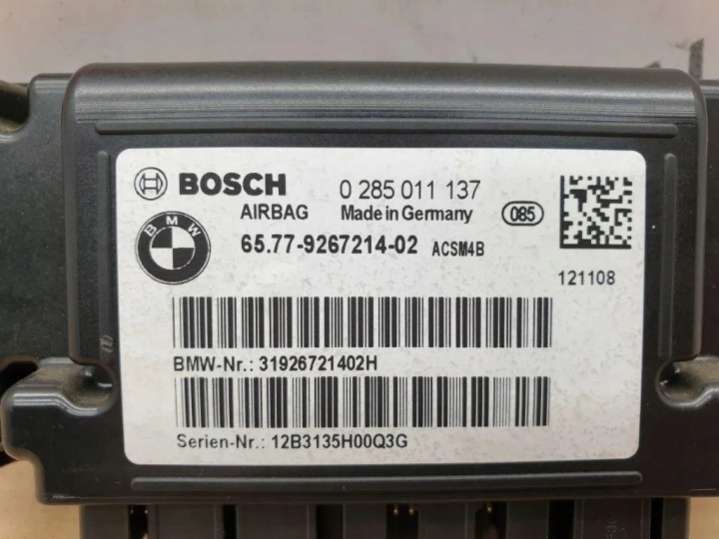 BOSCH 0 285 011 137
AIRBAG Made in Germany 085
BMW 65.77-9267214-02 ACSM4B
121108
BMW-Nr.: 31926721402H
Serien-Nr.: 12B3135H00Q3G